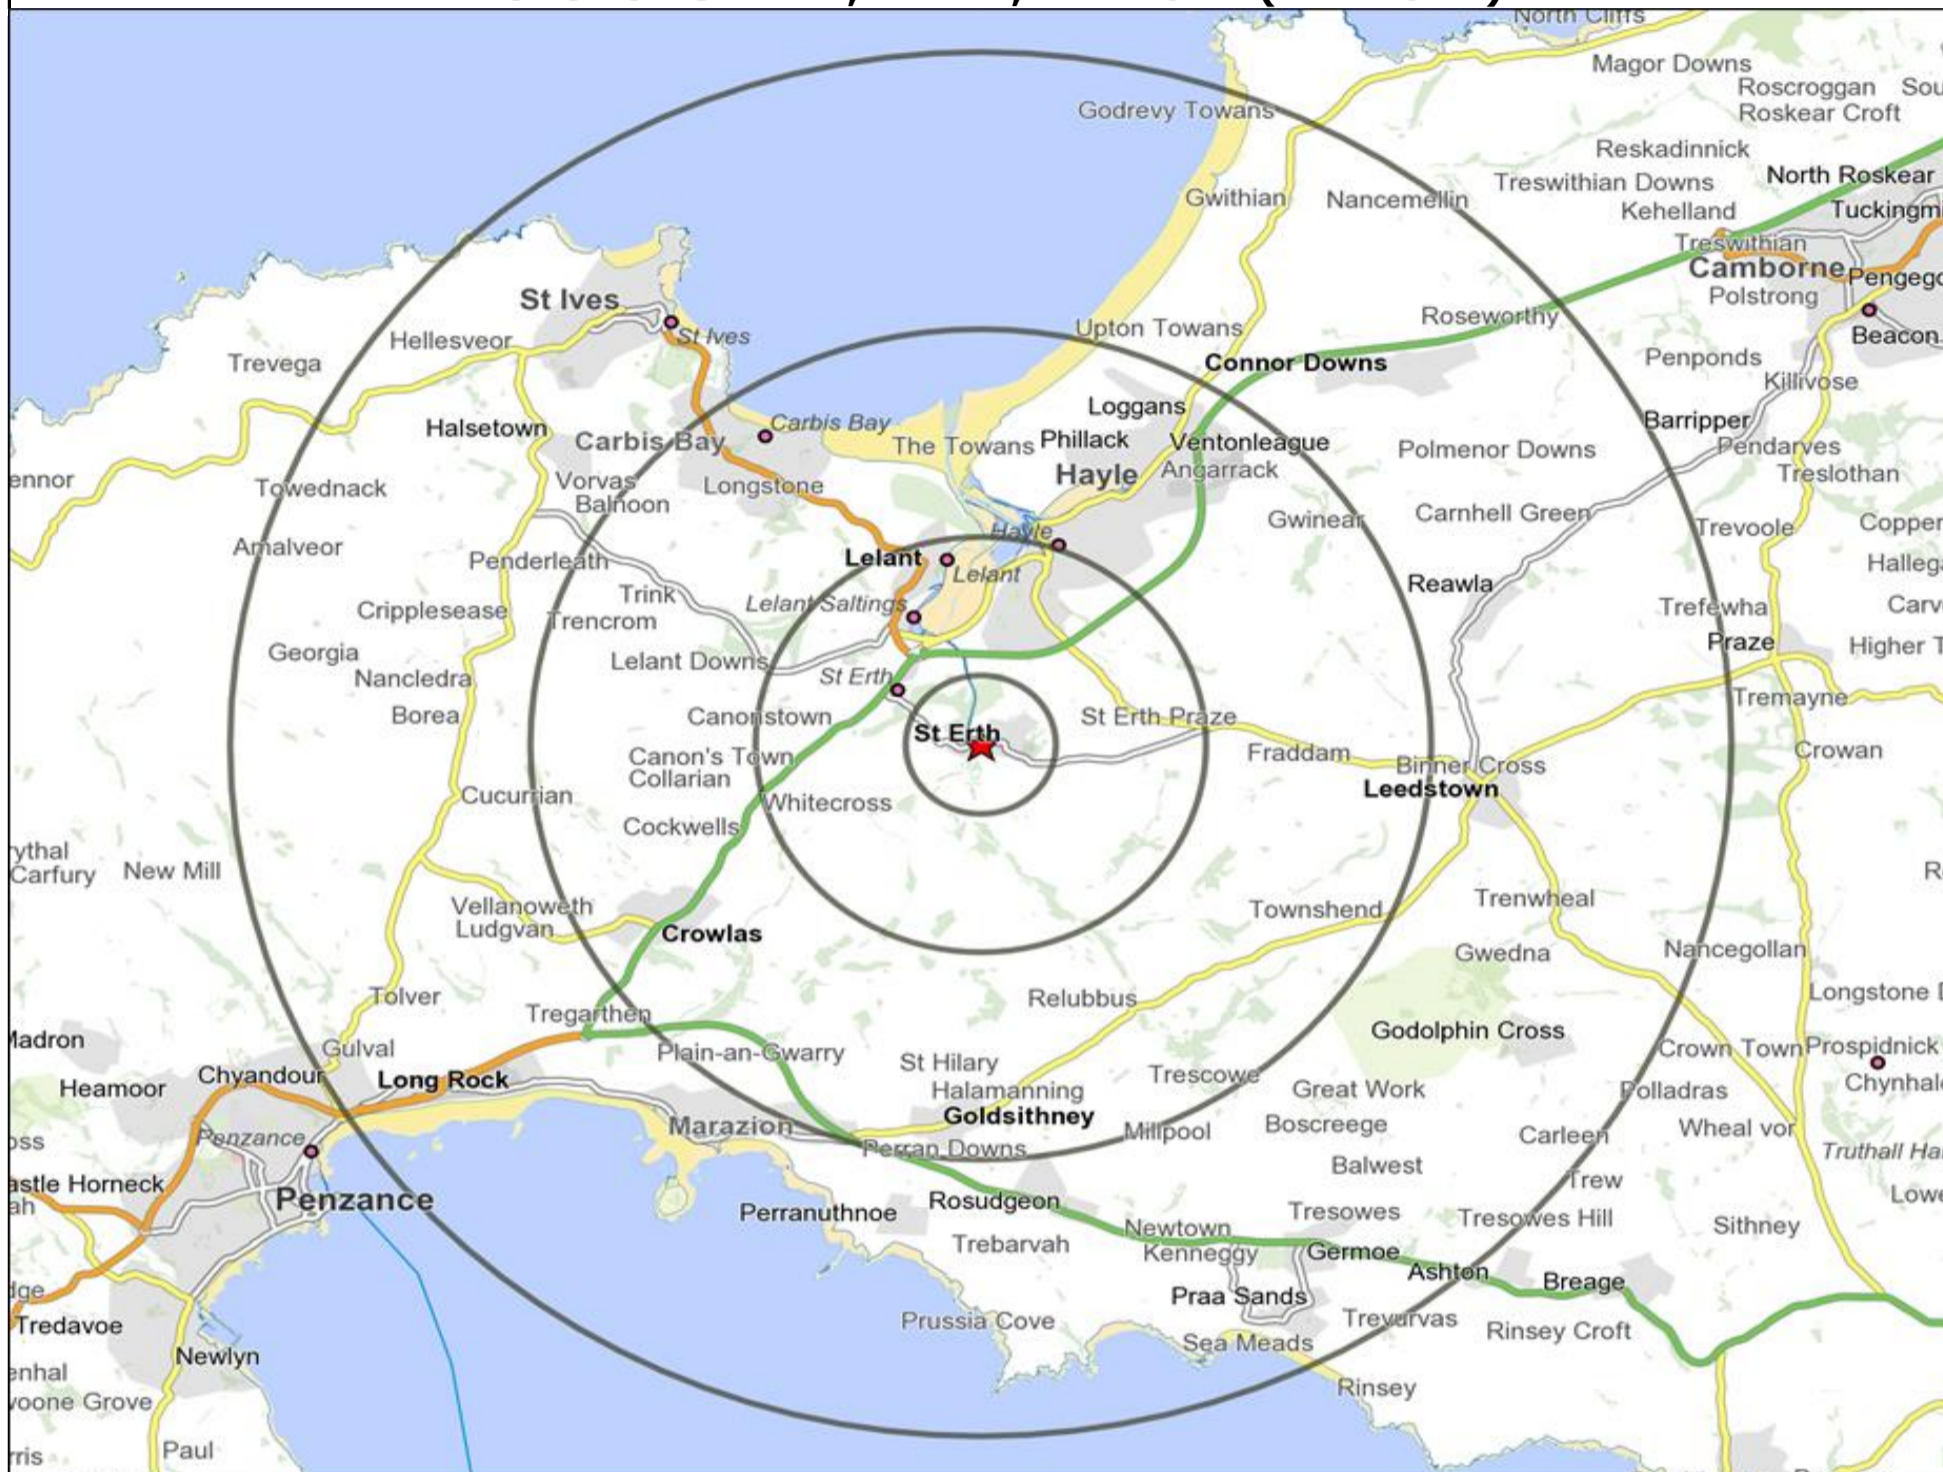 North Cliffs
Magor Downs
Roscroggan
Roskear Croft
Godrevy Towans
Reskadinnick
Treswithian Downs
North Roskear
Gwithian
Nancemellin
Kehelland
Treswithian
Camborne
Polstrong
St Ives
St Ives
Upton Towans
Roseworthy
Beacon
Hellesveor
Trevega
Connor Downs
Penponds
Killivose
Loggans
Halsetown
Carbis Bay
Carbis Bay
The Towans
Phillack
Ventonleague
Barripper
Polmenor Downs
Pendarves
Hayle
Angarrack
Treslothan
Vorvas
Balnoon
Longstone
Towednack
Gwinear
Carnhell Green
Trevoole
Hayle
Amalveor
Penderleath
Lelant
Lelant
Reawla
Trink
Lelant Saltings
Cripplesease
Trencrom
Trefewha
Georgia
Lelant Downs
Praze
Nancledra
St Erth
Tremayne
Borea
Canonstown
St Erth Praze
St Erth
Canon's Town
Collarian
Fraddam
Binner Cross
Leedstown
Crowan
Cucurrian
Whitecross
Cockwells
Carfury
New Mill
Vellanoweth
Ludgvan
Crowlas
Townshend
Trenwheal
Gwedna
Nancegollan
Tolver
Relubbus
Tregarthen
Godolphin Cross
Madron
Gulval
Plain-an-Gwarry
St Hilary
Crown Town
Prospidnick
Heamoor
Chyandour
Long Rock
Halamanning
Trescowe
Great Work
Polladras
Goldsithney
Marazion
Millpool
Boscreege
Carleen
Wheal vor
Penzance
Perran Downs
Balwest
Trew
Penzance
Perranuthnoe
Rosudgeon
Newtown
Tresowes
Tresowes Hill
Sithney
Trebarvah
Kenneggy
Germoe
Ashton
Breage
Praa Sands
Prussia Cove
Trevurvas
Rinsey Croft
Tredavoe
Sea Meads
Newlyn
Rinsey
Paul